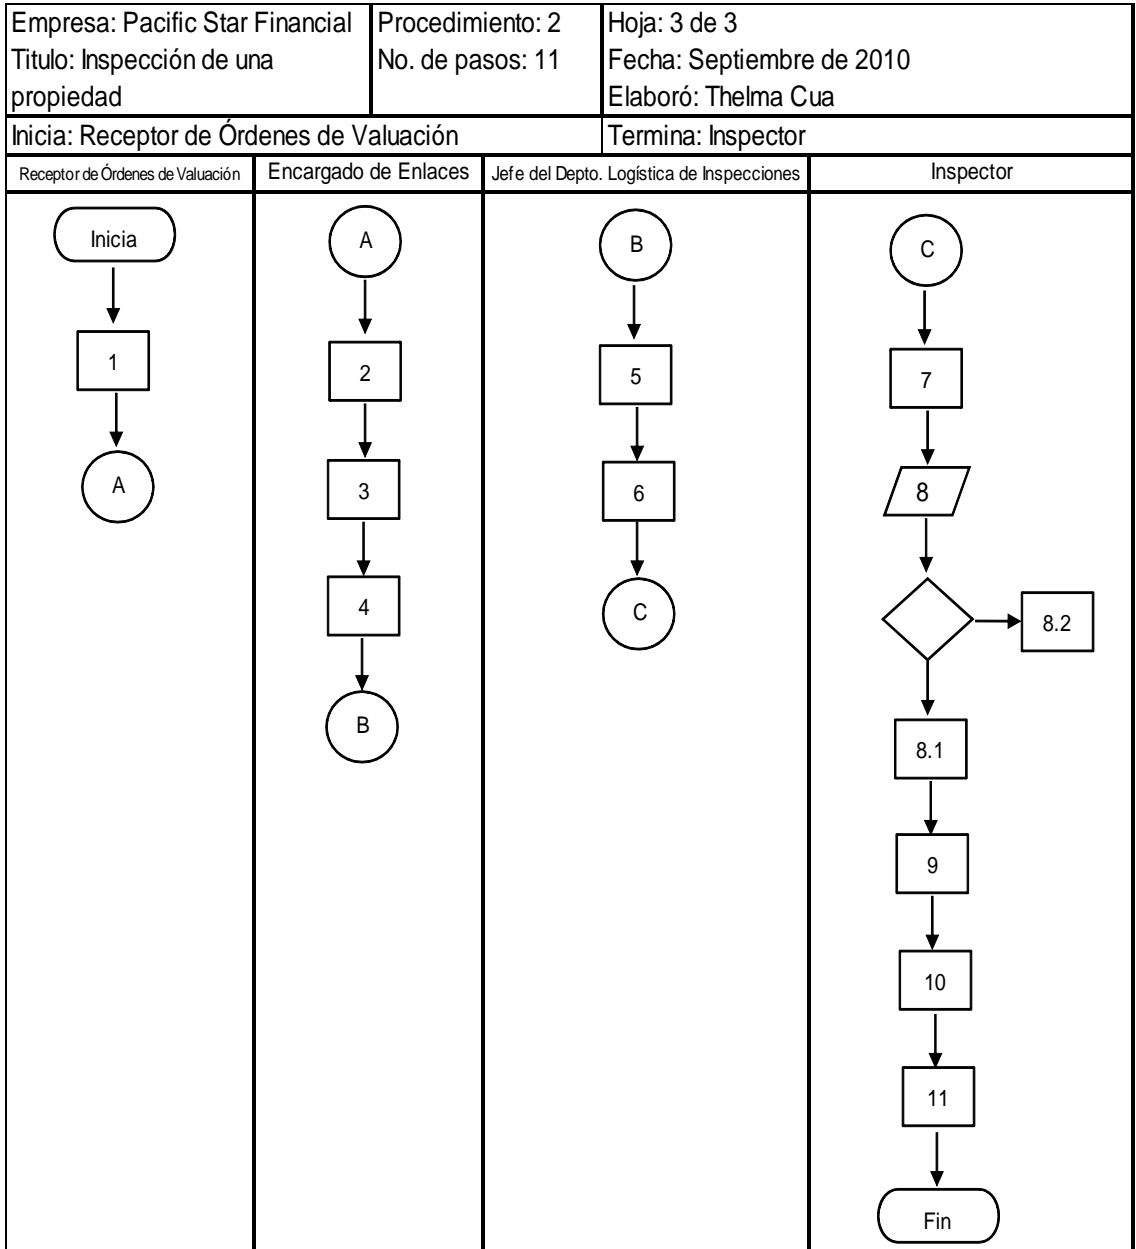 Empresa: Pacific Star Financial
Titulo: Inspección de una
propiedad
Procedimiento: 2
No. de pasos: 11
Hoja: 3 de 3
Fecha: Septiembre de 2010
Elaboró: Thelma Cua
Inicia: Receptor de Órdenes de Valuación
Termina: Inspector
Receptor de Órdenes de Valuación
Encargado de Enlaces
Jefe del Depto. Logística de Inspecciones
Inspector
Inicia
1
A
A
2
3
4
B
B
5
6
C
C
7
8
8.2
8.1
9
10
11
Fin